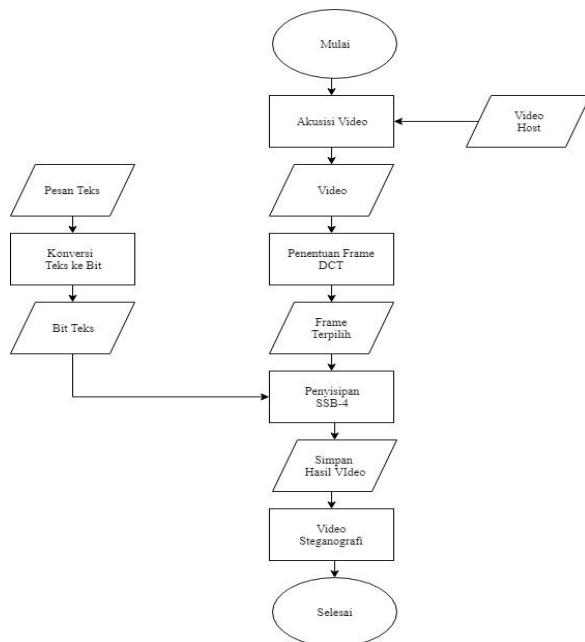 Mulai
Akusisi Video
Video
Host
Pesan Teks
Video
Konversi
Teks ke Bit
Penentuan Frame
DCT
Bit Teks
Frame
Terpilih
Penyisipan
SSB-4
Simpan
Hasil VIdeo
Video
Steganografi
Selesai